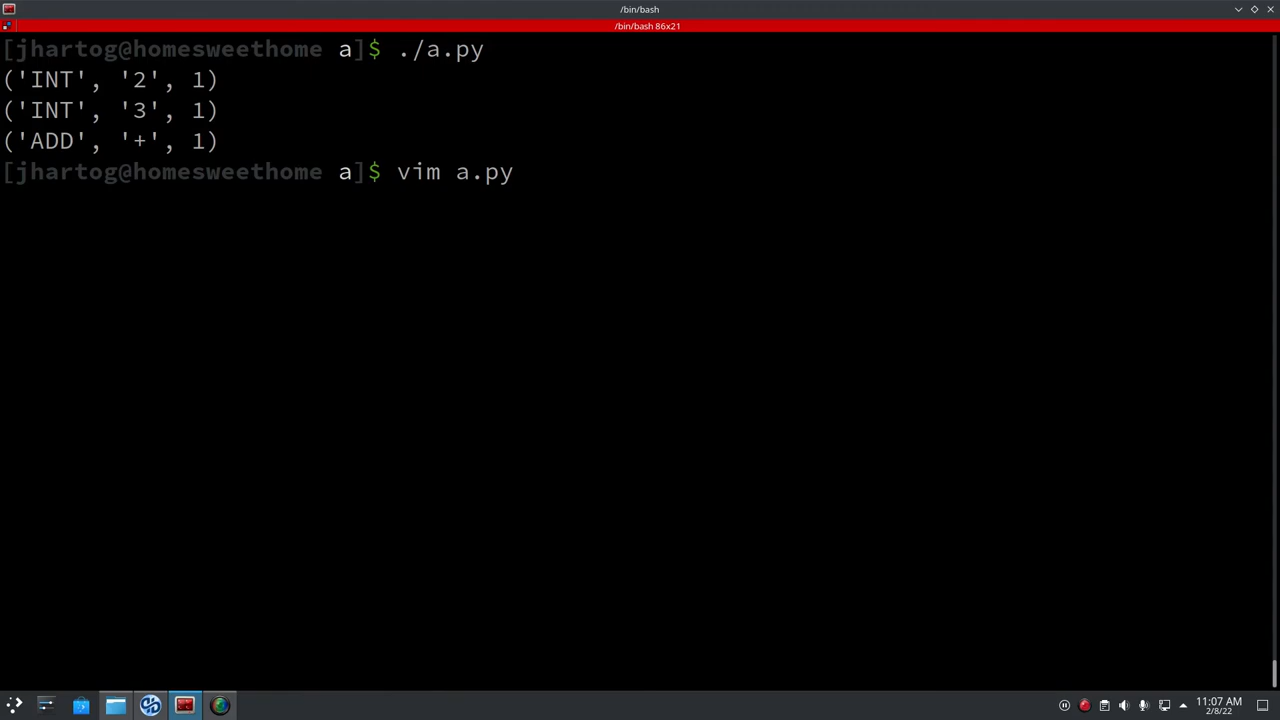 /bin/bash
/bin/bash 86x21
[jhartog@homesweethome a]$ ./a.py
('INT', '2', 1)
('INT', '3', 1)
('ADD', '+', 1)
[jhartog@homesweethome a]$ vim a.py
11:07 AM
2/8/22